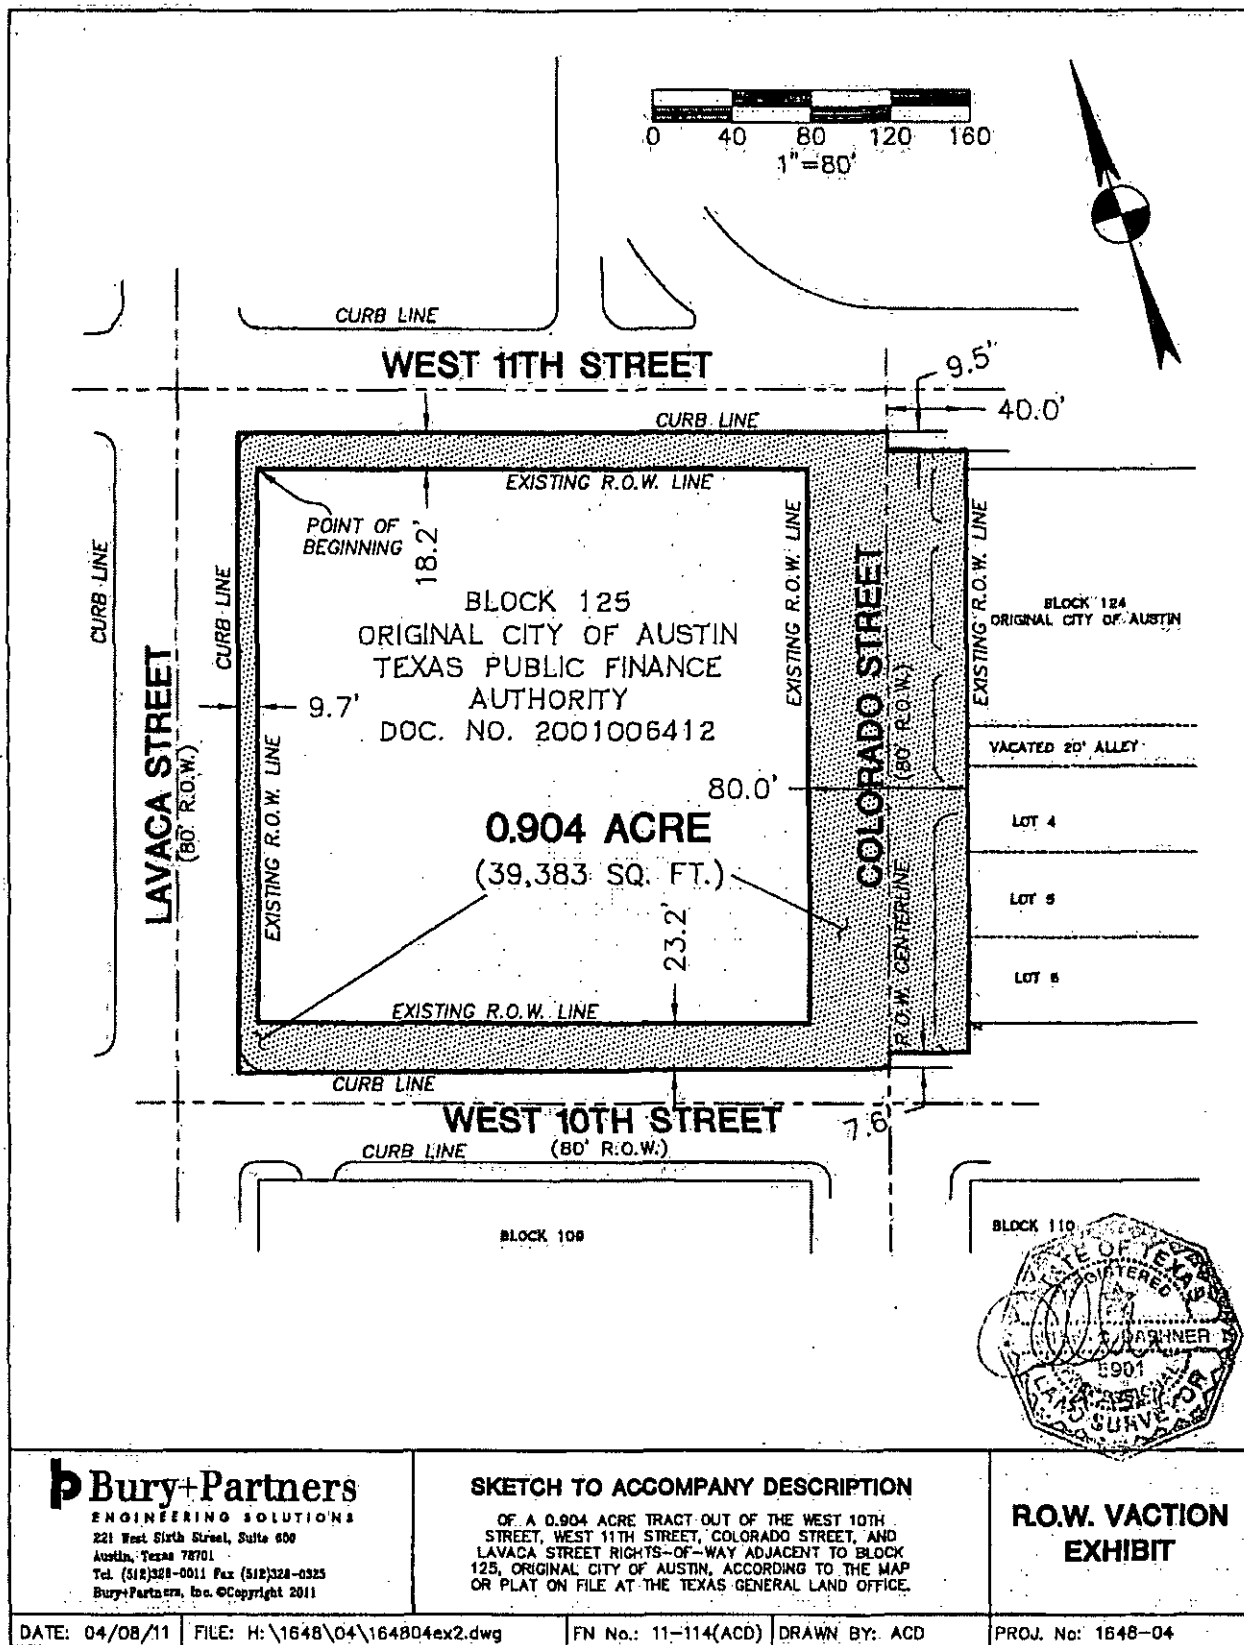 0 40 80 120 160
1"=80'
CURB LINE
WEST 11TH STREET
9.5"
40.0'
CURB LINE
EXISTING R.O.W. LINE
POINT OF
BEGINNING
18.2'
CURB LINE
CURB LINE
LAVACA STREET
(80' R.O.W.)
EXISTING R.O.W. LINE
9.7'
BLOCK 125
ORIGINAL CITY OF AUSTIN
TEXAS PUBLIC FINANCE
AUTHORITY
DOC. NO. 2001006412
EXISTING R.O.W. LINE
COLORADO STREET
(80' R.O.W.)
EXISTING R.O.W. LINE
BLOCK 124
ORIGINAL CITY OF AUSTIN
VACATED 20' ALLEY
80.0'
0.904 ACRE
(39,383 SQ. FT.)
LOT 4
LOT 5
LOT 6
R.O.W. CENTERLINE
23.2'
EXISTING R.O.W. LINE
CURB LINE
WEST 10TH STREET
(80' R.O.W.)
7.6'
CURB LINE
BLOCK 109
BLOCK 110
STATE OF TEXAS
REGISTERED
C. DASHNER
5901
PROFESSIONAL
LAND SURVEYOR
Bury+Partners
ENGINEERING SOLUTIONS
221 West Sixth Street, Suite 600
Austin, Texas 78701
Tel. (512)328-0011 Fax (512)328-0325
Bury+Partners, Inc. ©Copyright 2011
SKETCH TO ACCOMPANY DESCRIPTION
OF A 0.904 ACRE TRACT OUT OF THE WEST 10TH
STREET, WEST 11TH STREET, COLORADO STREET, AND
LAVACA STREET RIGHTS-OF-WAY ADJACENT TO BLOCK
125, ORIGINAL CITY OF AUSTIN, ACCORDING TO THE MAP
OR PLAT ON FILE AT THE TEXAS GENERAL LAND OFFICE.
R.O.W. VACTION
EXHIBIT
DATE: 04/08/11 FILE: H:\1648\04\164804ex2.dwg FN No.: 11-114(ACD) DRAWN BY: ACD PROJ. No: 1648-04